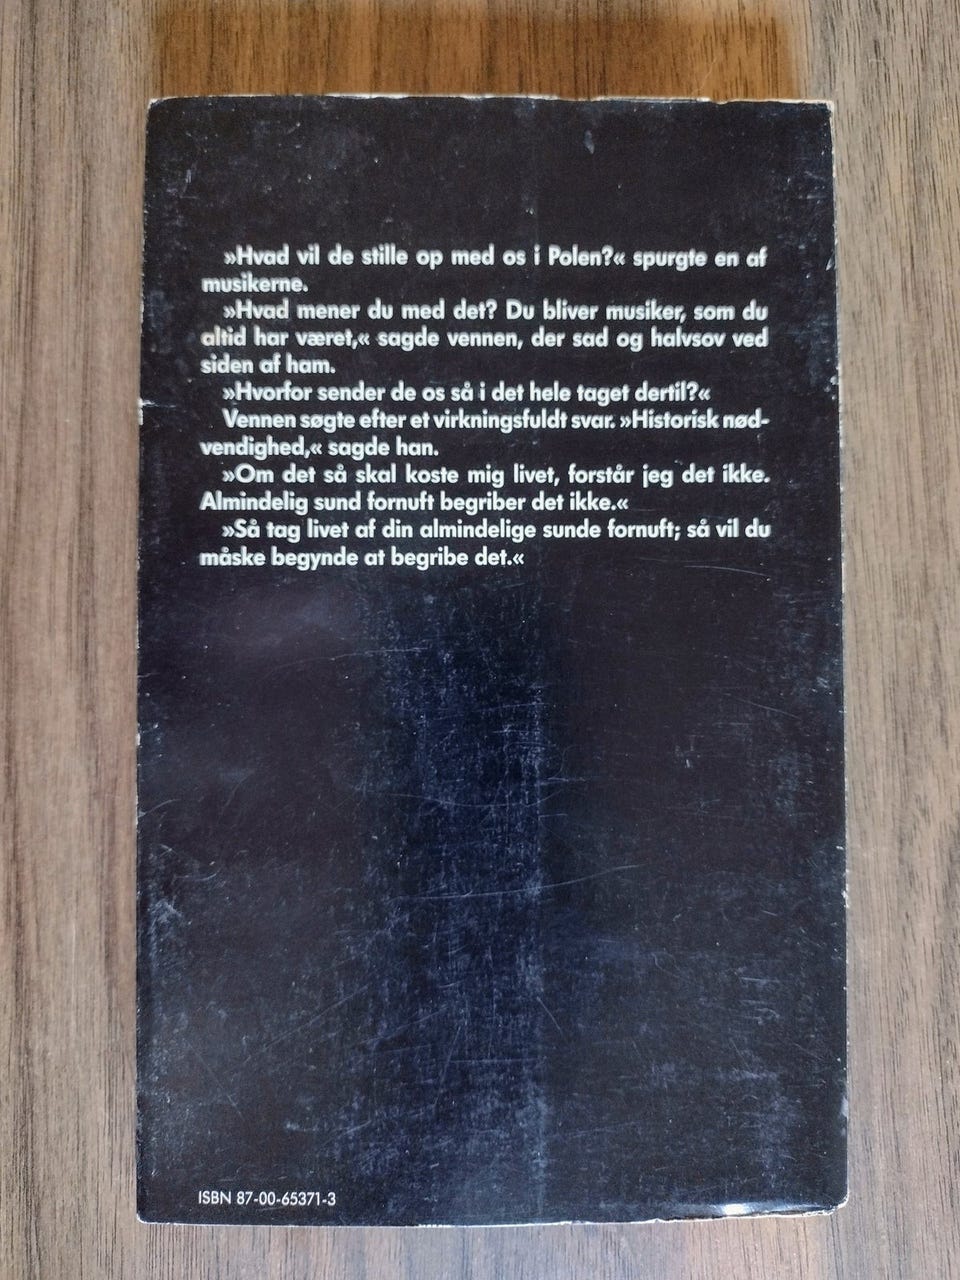 »Hvad vil de stille op med os i Polen?« spurgte en af
musikerne.
»Hvad mener du med det? Du bliver musiker, som du
altid har været,« sagde vennen, der sad og halvsov ved
siden af ham.
»Hvorfor sender de os så i det hele taget dertil?«
Vennen søgte efter et virkningsfuldt svar. »Historisk nød-
vendighed,« sagde han.
»Om det så skal koste mig livet, forstår jeg det ikke.
Almindelig sund fornuft begriber det ikke.«
»Så tag livet af din almindelige sunde fornuft; så vil du
måske begynde at begribe det.«
ISBN 87-00-65371-3